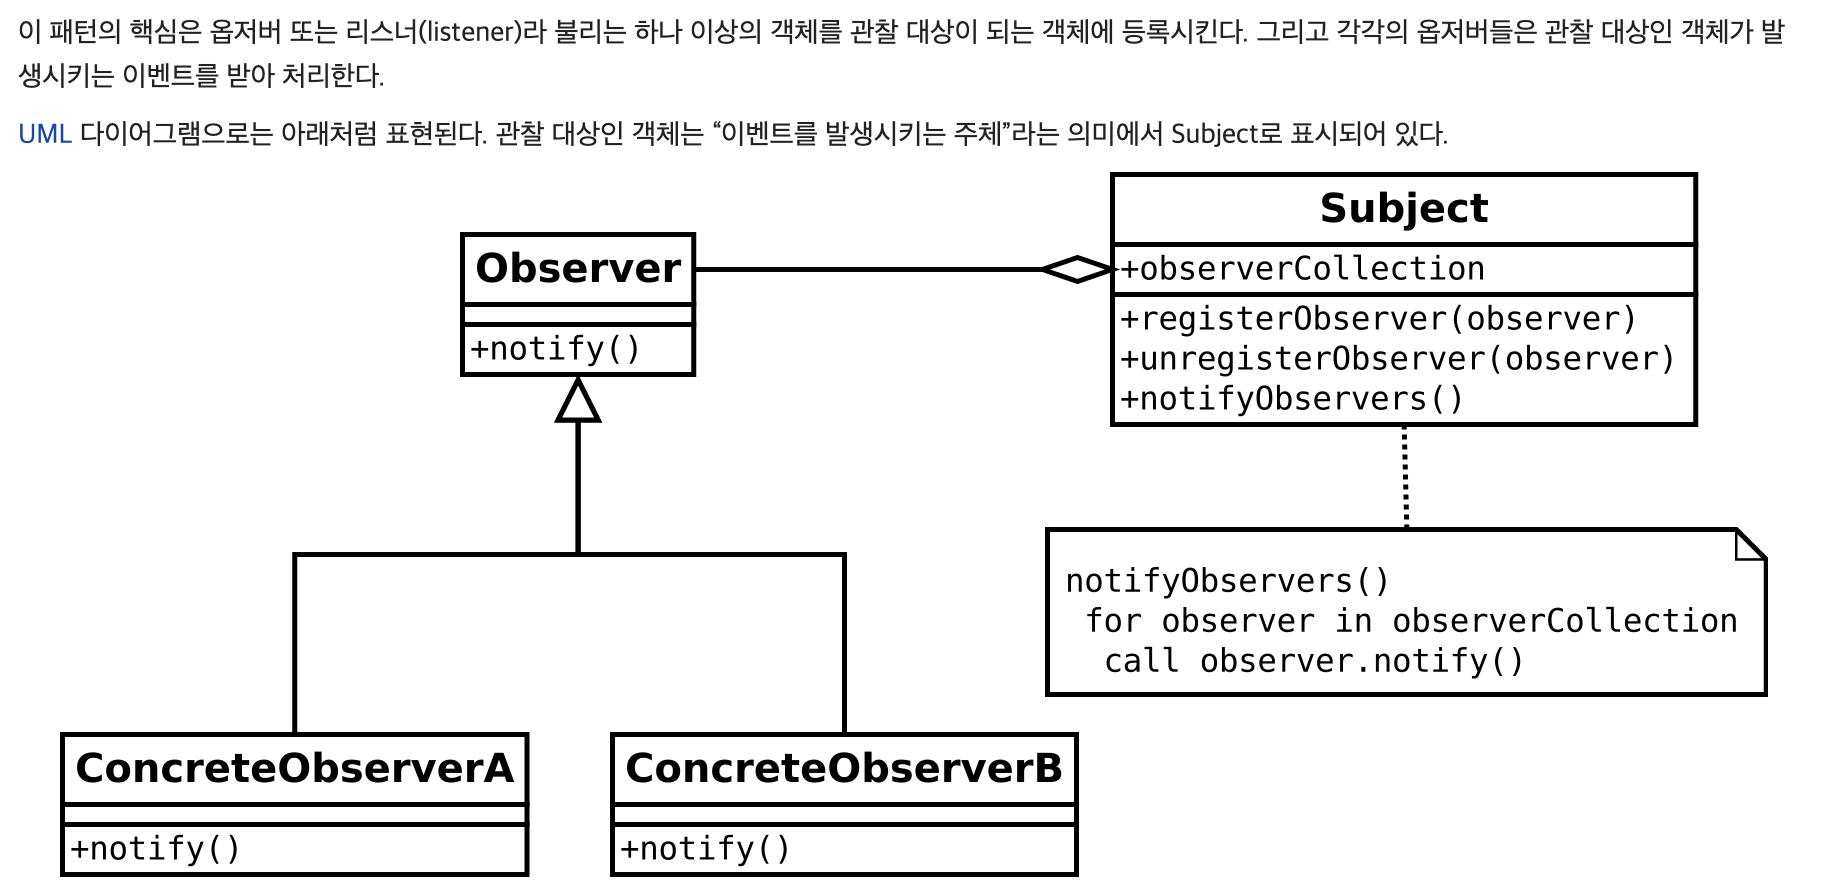 이 패턴의 핵심은 옵저버 또는 리스너(listener)라 불리는 하나 이상의 객체를 관찰 대상이 되는 객체에 등록시킨다. 그리고 각각의 옵저버들은 관찰 대상인 객체가 발
생시키는 이벤트를 받아 처리한다.
UML 다이어그램으로는 아래처럼 표현된다. 관찰 대상인 객체는 “이벤트를 발생시키는 주체”라는 의미에서 Subject로 표시되어 있다.
Observer
+notify()
Subject
+observerCollection
+registerObserver(observer)
+unregisterObserver(observer)
+notifyObservers()
notifyObservers()
for observer in observerCollection
call observer.notify()
ConcreteObserverA
+notify()
ConcreteObserverB
+notify()